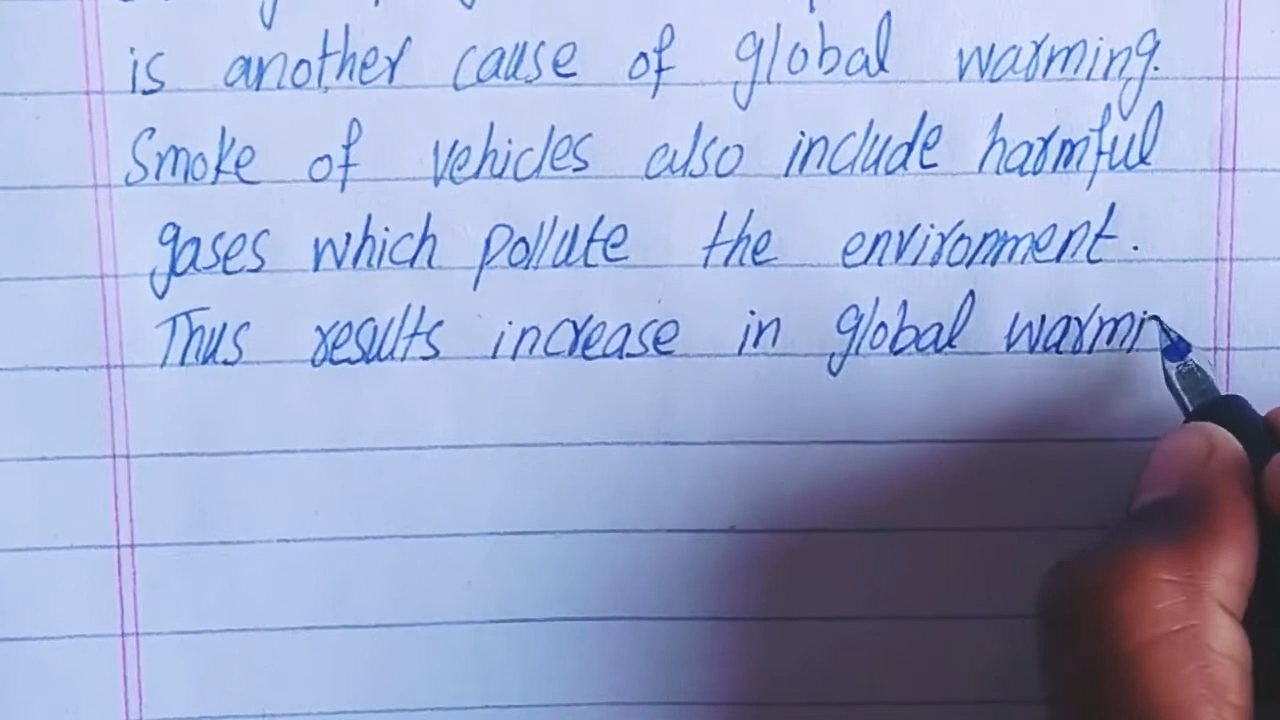 is another cause of global warming.
Smoke of vehicles also include harmful
gases which pollute the environment.
Thus results increase in global warmi